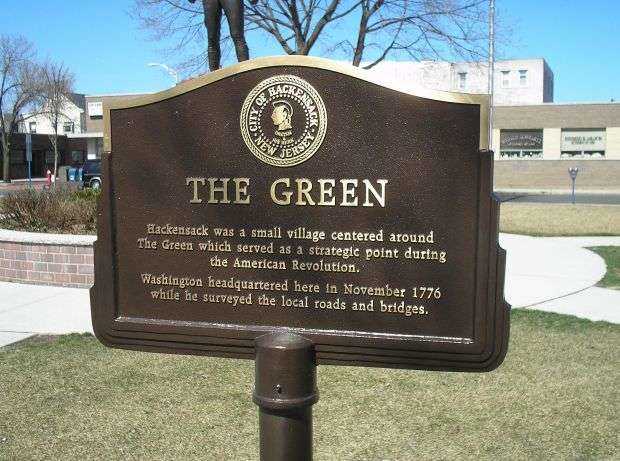 CITY OF HACKENSACK
NEW JERSEY
THE GREEN
Hackensack was a small village centered around
The Green which served as a strategic point during
the American Revolution.
Washington headquartered here in November 1776
while he surveyed the local roads and bridges.